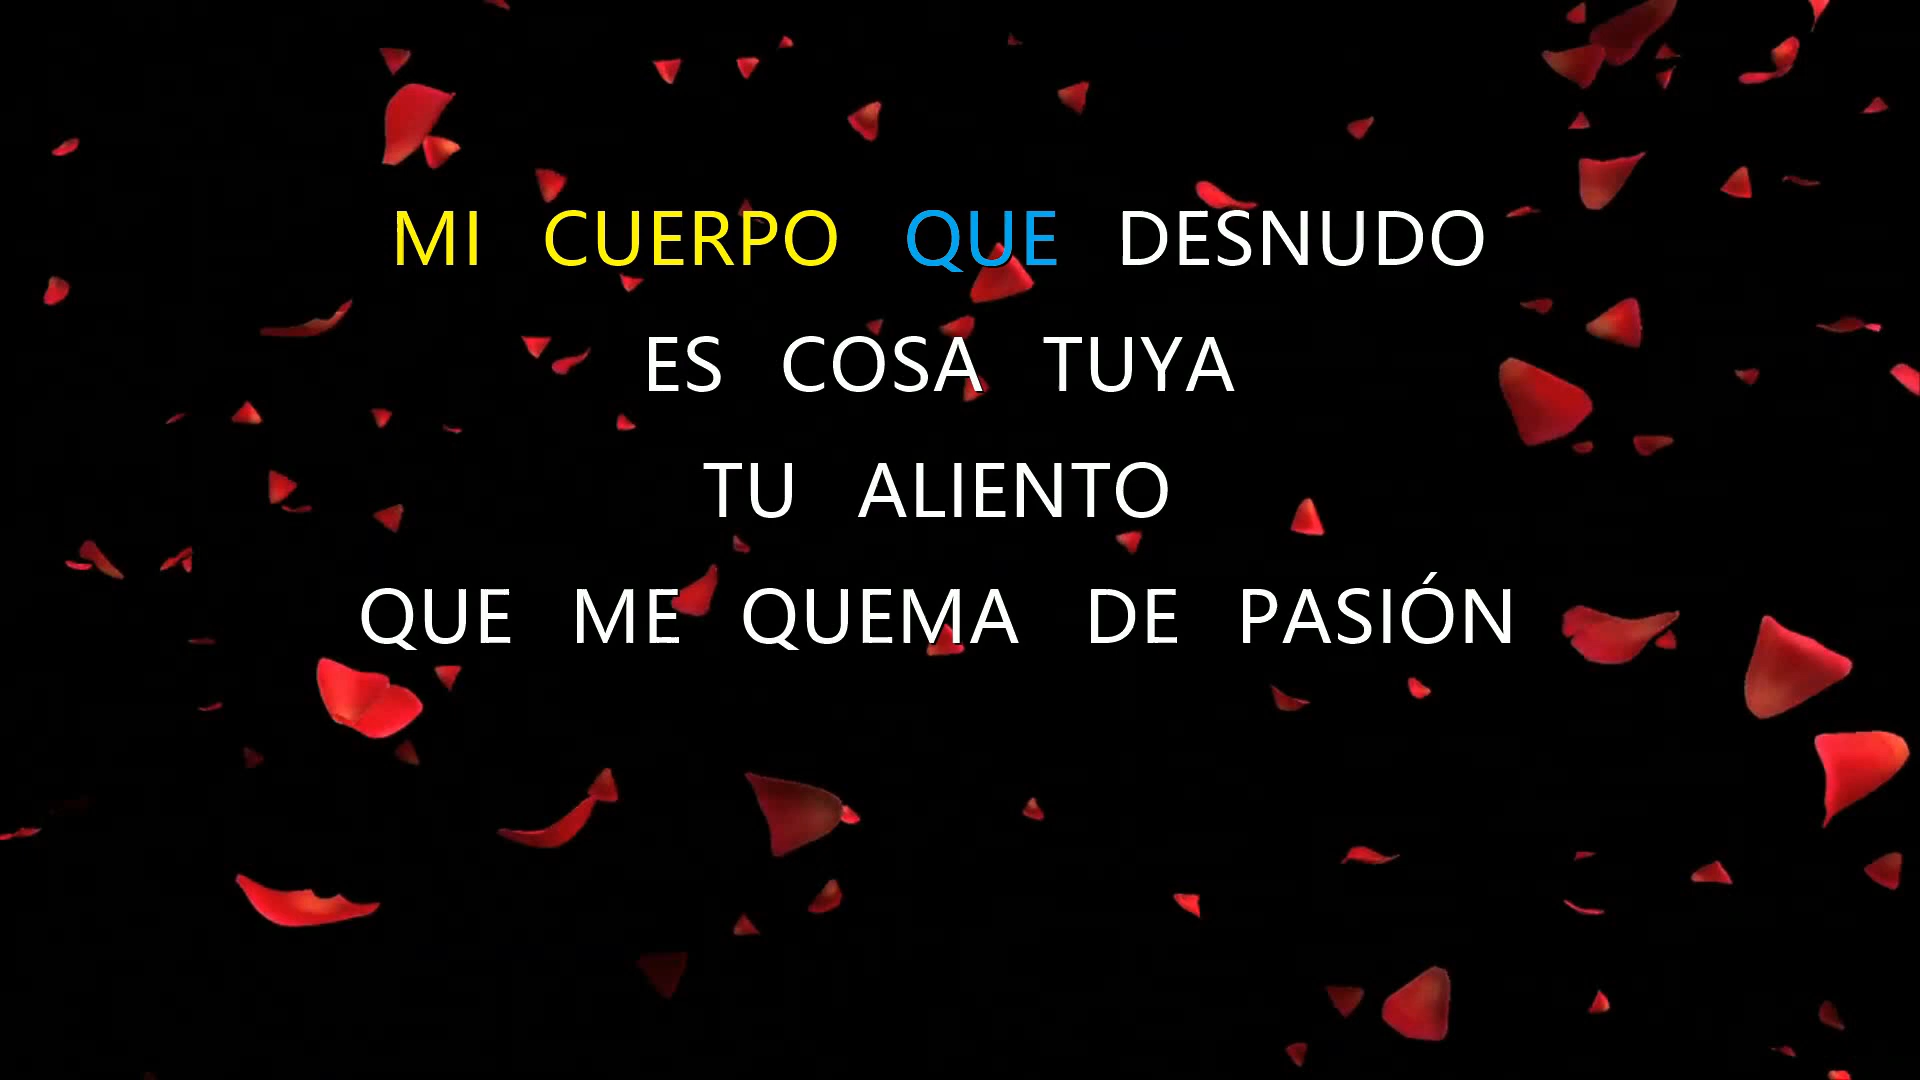 MI CUERPO QUE DESNUDO
ES COSA TUYA
TU ALIENTO
QUE ME QUEMA DE PASIÓN